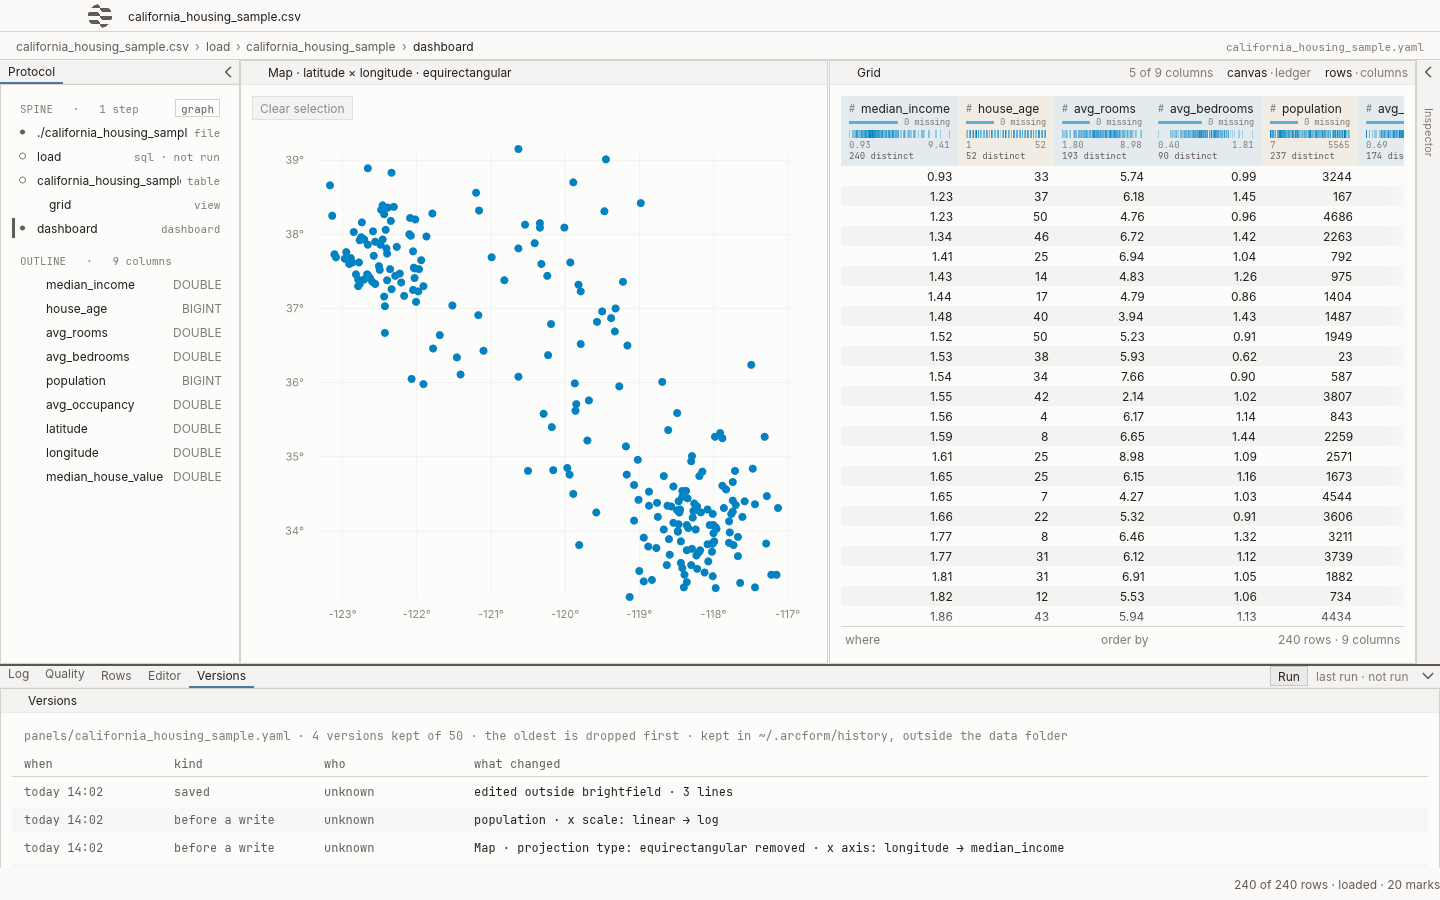 california_housing_sample.csv
california_housing_sample.csv › load › california_housing_sample › dashboard
california_housing_sample.yaml
Protocol
SPINE · 1 step graph
./california_housing_sampl file
load sql · not run
california_housing_sampl table
grid view
dashboard dashboard
OUTLINE · 9 columns
median_income DOUBLE
house_age BIGINT
avg_rooms DOUBLE
avg_bedrooms DOUBLE
population BIGINT
avg_occupancy DOUBLE
latitude DOUBLE
longitude DOUBLE
median_house_value DOUBLE
Map · latitude × longitude · equirectangular
Clear selection
39°
38°
37°
36°
35°
34°
-123° -122° -121° -120° -119° -118° -117°
Grid 5 of 9 columns canvas · ledger rows · columns
# median_income # house_age # avg_rooms # avg_bedrooms # population # avg_
0 missing 0 missing 0 missing 0 missing 0 missing
0.93 9.41 1 52 1.80 8.98 0.40 1.81 7 5565 0.69
240 distinct 52 distinct 193 distinct 90 distinct 237 distinct 174 dis
0.93 33 5.74 0.99 3244
1.23 37 6.18 1.45 167
1.23 50 4.76 0.96 4686
1.34 46 6.72 1.42 2263
1.41 25 6.94 1.04 792
1.43 14 4.83 1.26 975
1.44 17 4.79 0.86 1404
1.48 40 3.94 1.43 1487
1.52 50 5.23 0.91 1949
1.53 38 5.93 0.62 23
1.54 34 7.66 0.90 587
1.55 42 2.14 1.02 3807
1.56 4 6.17 1.14 843
1.59 8 6.65 1.44 2259
1.61 25 8.98 1.09 2571
1.65 25 6.15 1.16 1673
1.65 7 4.27 1.03 4544
1.66 22 5.32 0.91 3606
1.77 8 6.46 1.32 3211
1.77 31 6.12 1.12 3739
1.81 31 6.91 1.05 1882
1.82 12 5.53 1.06 734
1.86 43 5.94 1.13 4434
where order by 240 rows · 9 columns
Inspector
Log Quality Rows Editor Versions
Run last run · not run
Versions
panels/california_housing_sample.yaml · 4 versions kept of 50 · the oldest is dropped first · kept in ~/.arcform/history, outside the data folder
when kind who what changed
today 14:02 saved unknown edited outside brightfield · 3 lines
today 14:02 before a write unknown population · x scale: linear → log
today 14:02 before a write unknown Map · projection type: equirectangular removed · x axis: longitude → median_income
240 of 240 rows · loaded · 20 marks